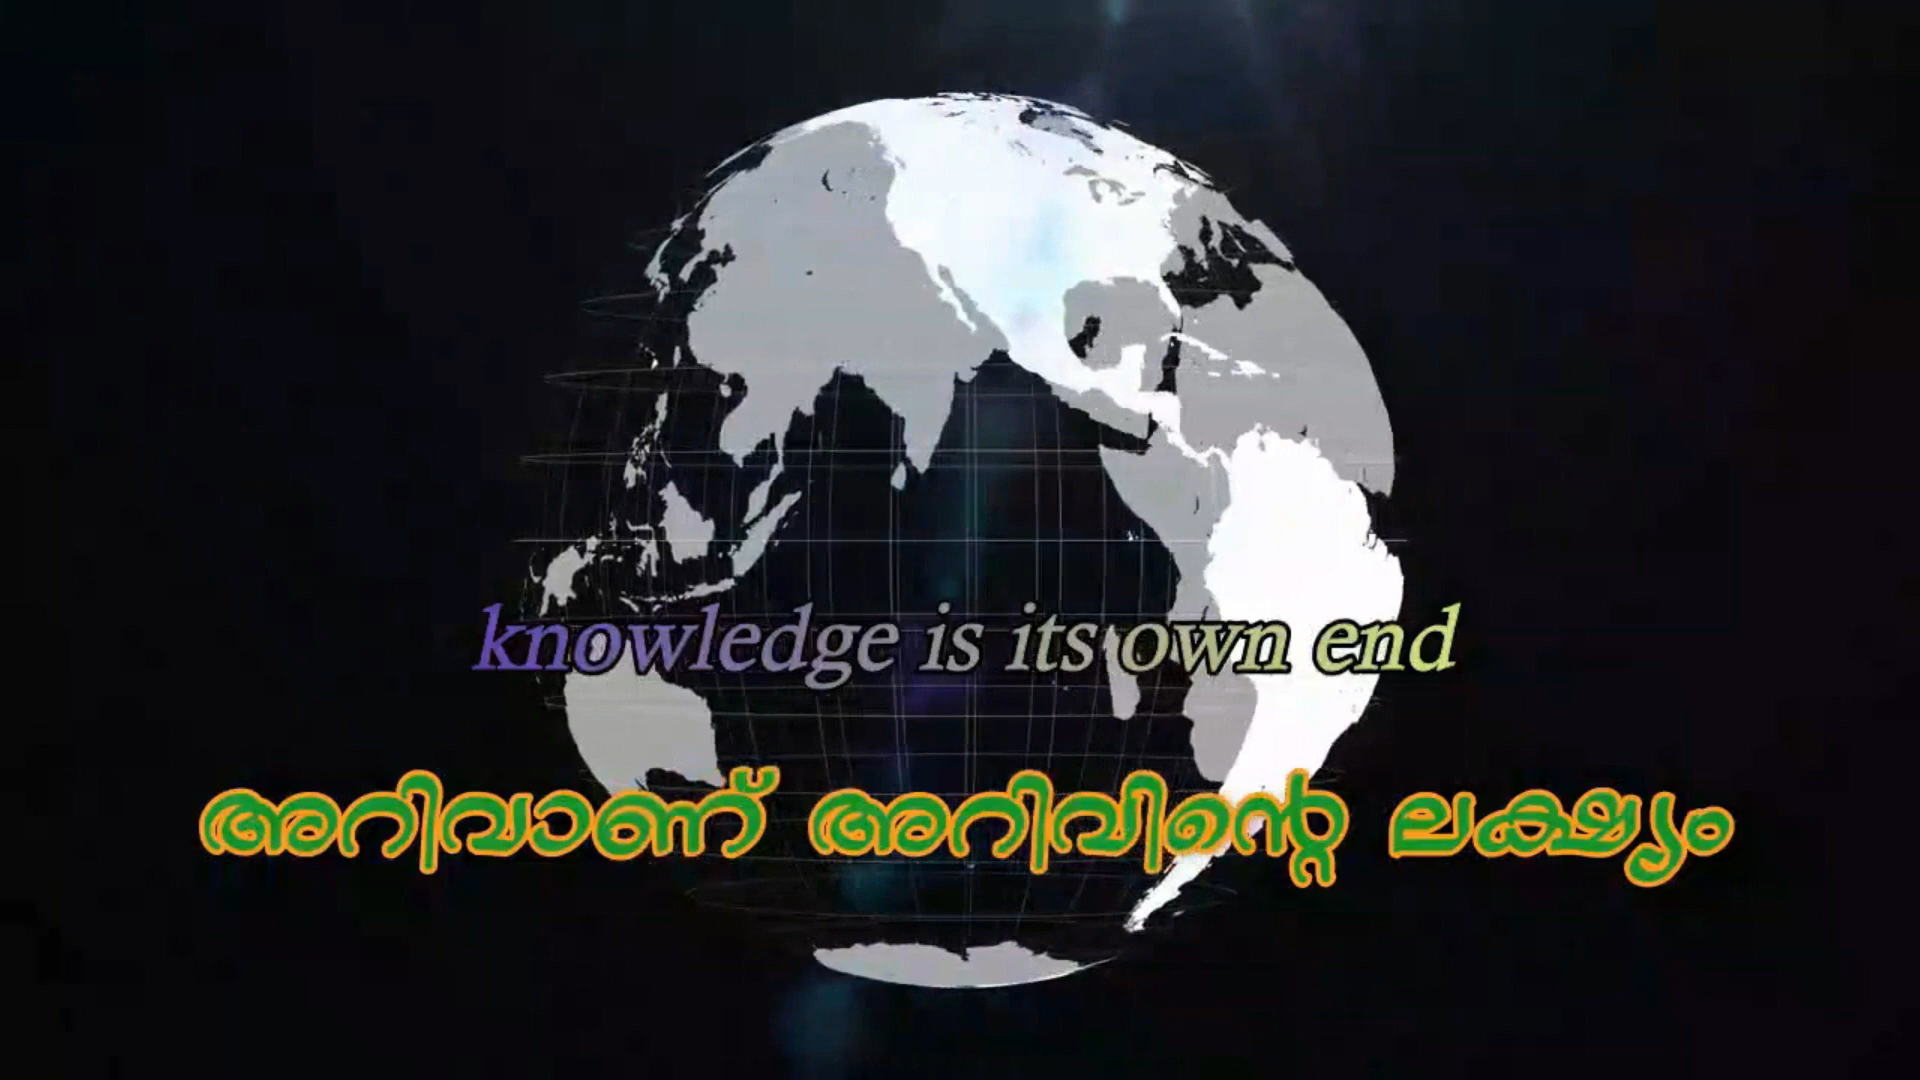 knowledge is its own end
അറിവാണ് അറിവിന്റെ ലക്ഷ്യം